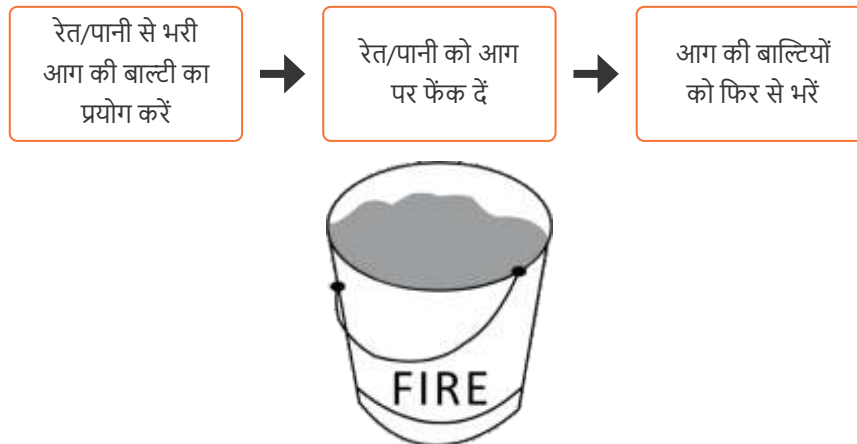 रेत/पानी से भरी
आग की बाल्टी का
प्रयोग करें
रेत/पानी को आग
पर फेंक दें
आग की बाल्टियों
को फिर से भरें
FIRE